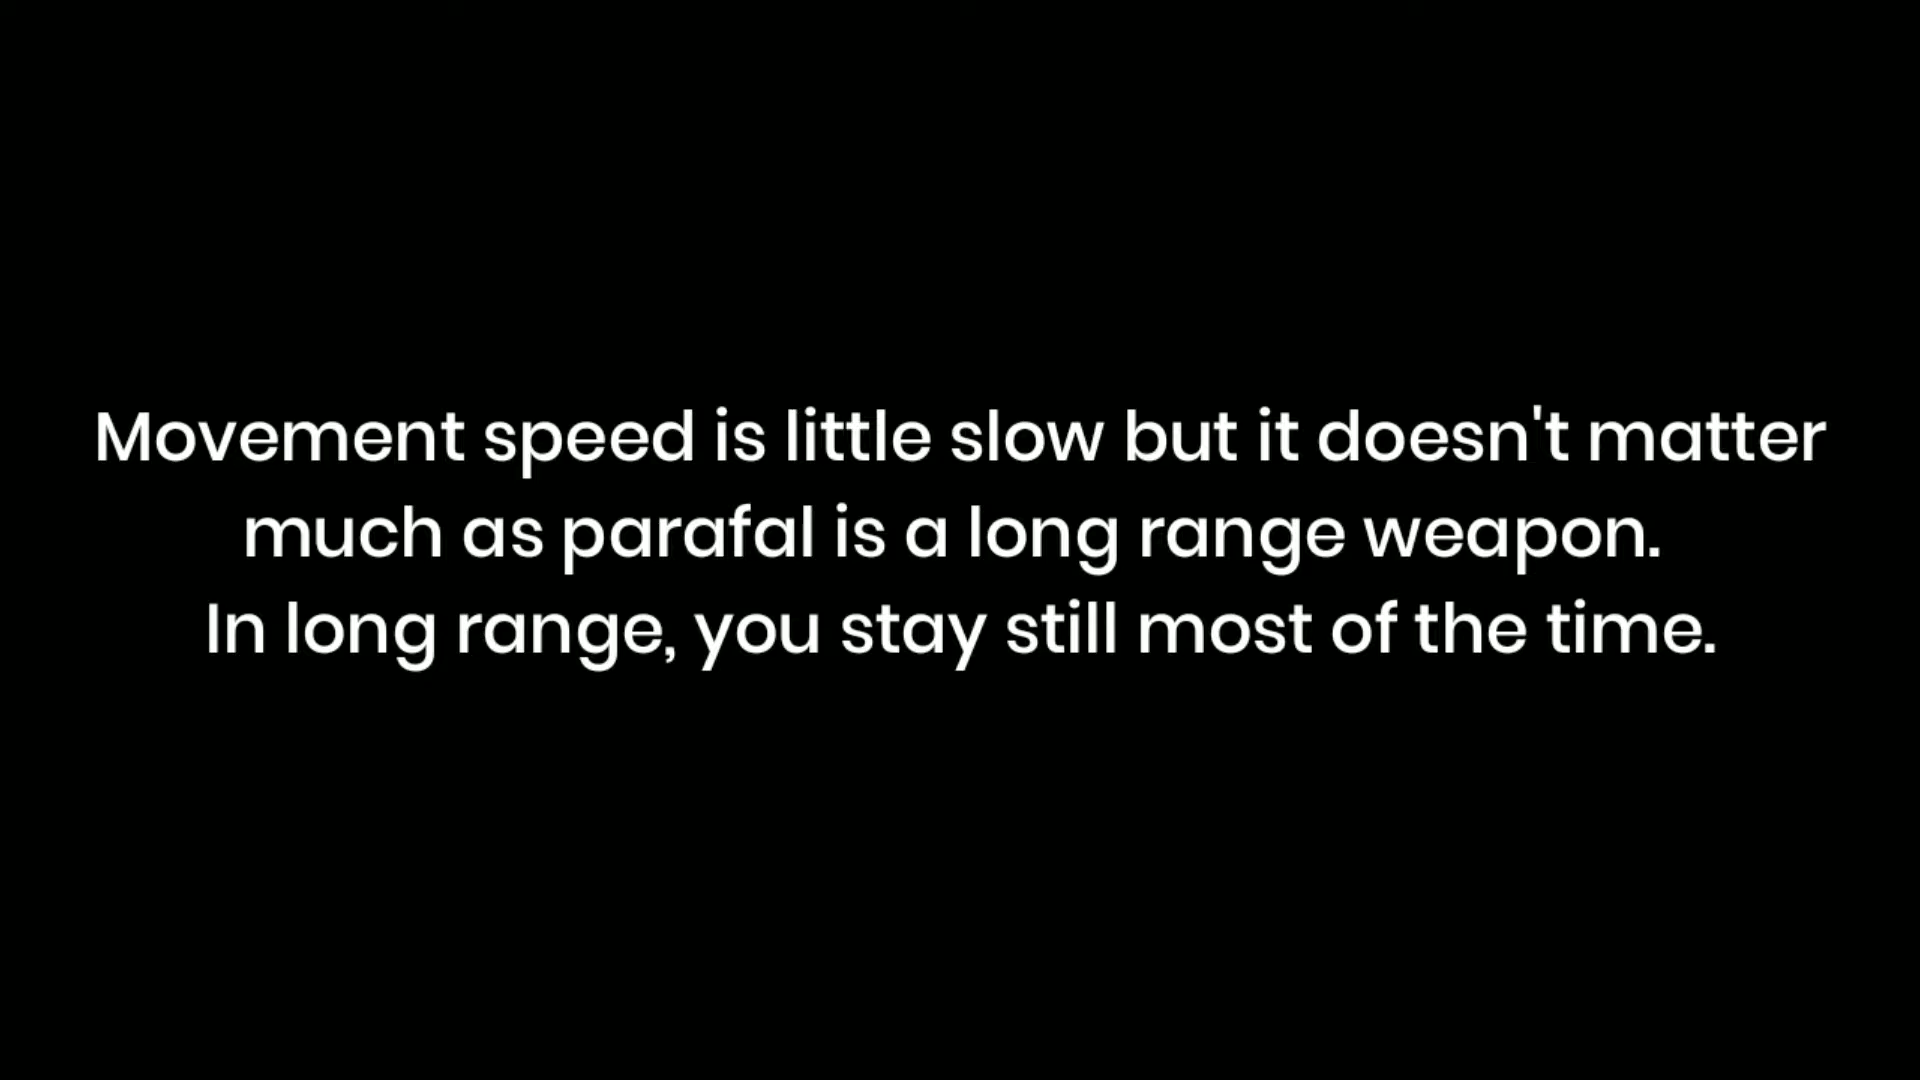 Movement speed is little slow but it doesn't matter
much as parafal is a long range weapon.
In long range, you stay still most of the time.